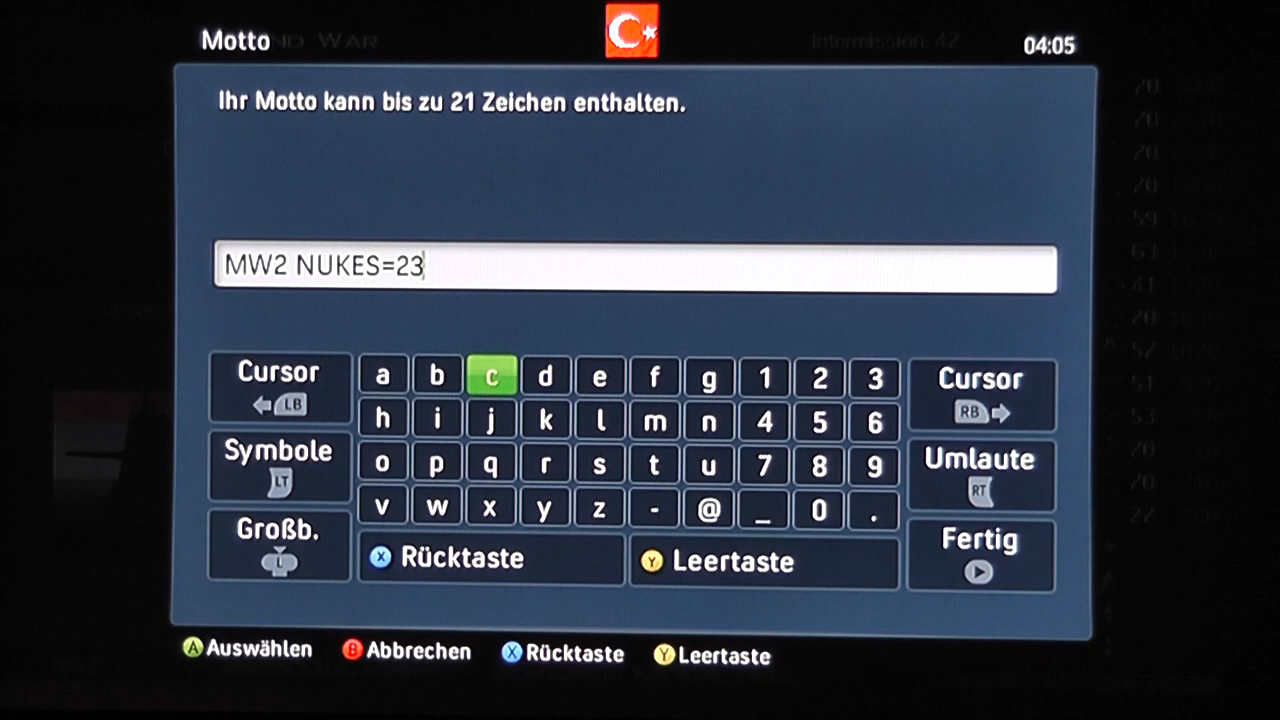 Motto
04:05
Ihr Motto kann bis zu 21 Zeichen enthalten.
MW2 NUKES=23
Cursor LB a b c d e f g 1 2 3 Cursor RB
h i j k l m n 4 5 6
Symbole LT o p q r s t u 7 8 9 Umlaute RT
v w x y z - @ _ 0 .
Großb. L X Rücktaste Y Leertaste Fertig
A Auswählen B Abbrechen X Rücktaste Y Leertaste